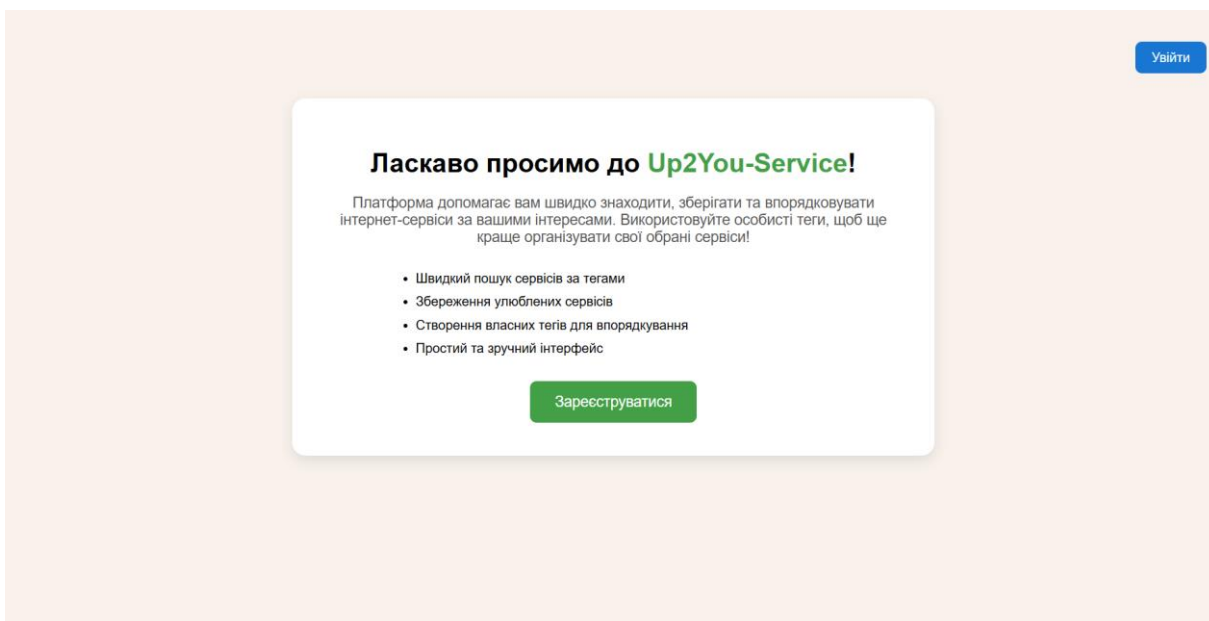 Увійти
Ласкаво просимо до Up2You-Service!
Платформа допомагає вам швидко знаходити, зберігати та впорядковувати
інтернет-сервіси за вашими інтересами. Використовуйте особисті теги, щоб ще
краще організувати свої обрані сервіси!
• Швидкий пошук сервісів за тегами
• Збереження улюблених сервісів
• Створення власних тегів для впорядкування
• Простий та зручний інтерфейс
Зареєструватися